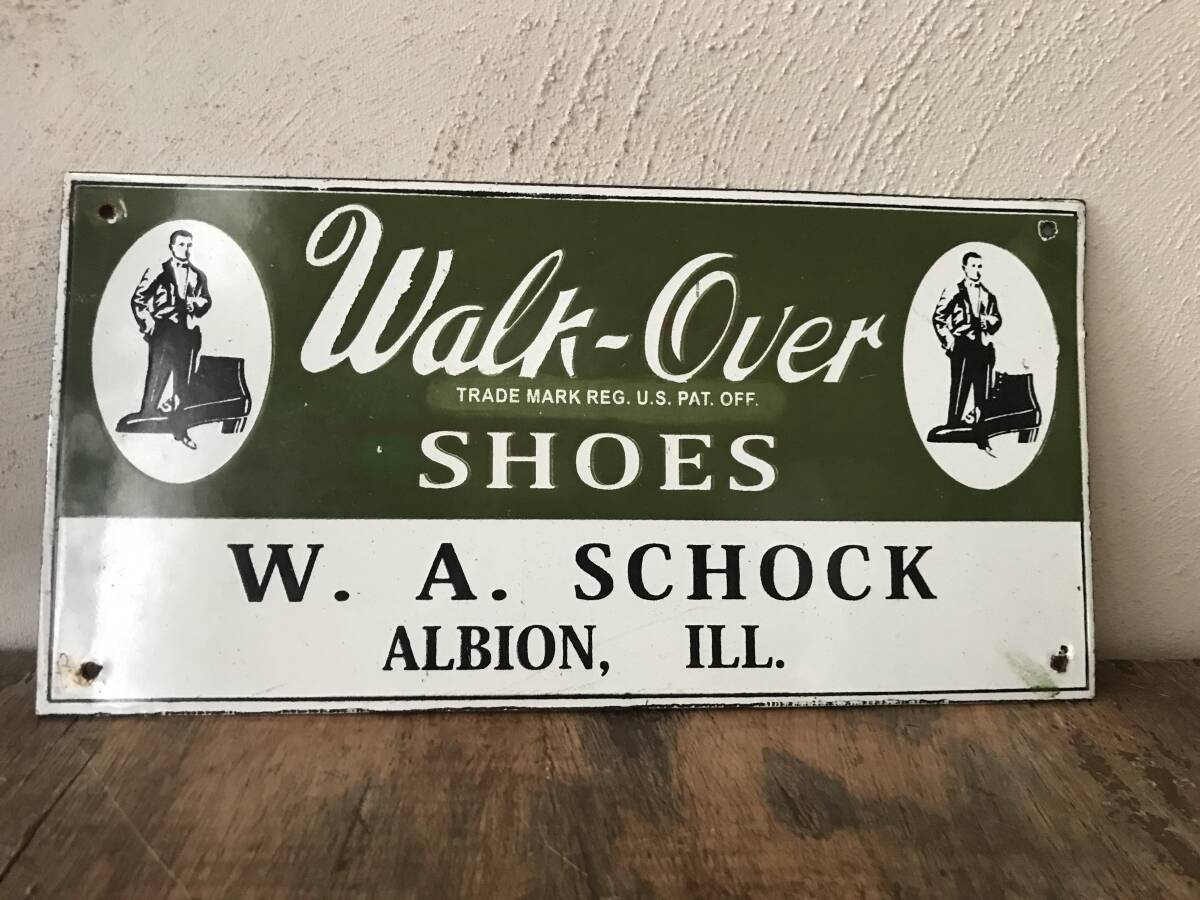 Walk-Over
TRADE MARK REG. U.S. PAT. OFF.
SHOES
W. A. SCHOCK
ALBION, ILL.